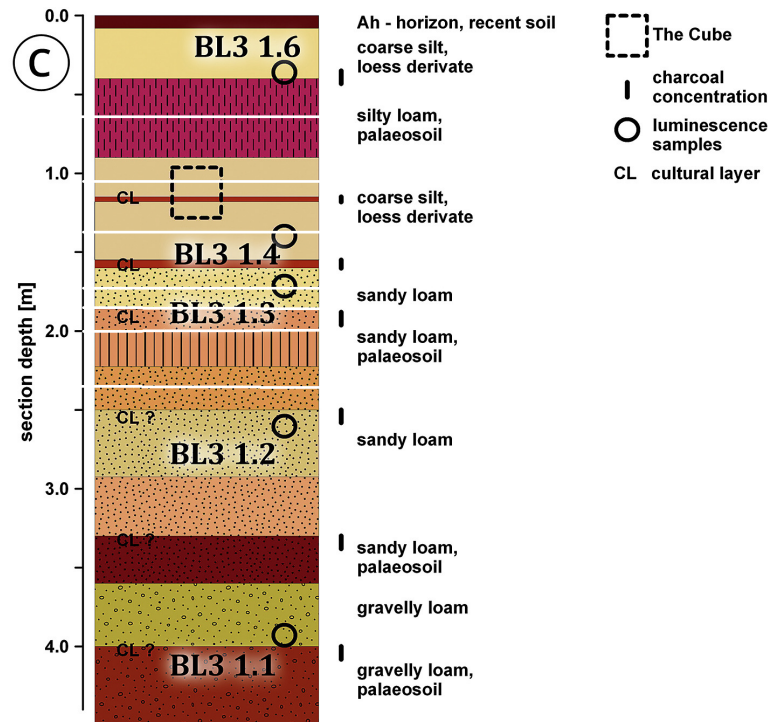 C
section depth [m]
0.0
1.0
2.0
3.0
4.0
BL3 1.6
CL
CL
BL3 1.4
BL3 1.3
CL
CL ?
BL3 1.2
CL ?
CL ?
BL3 1.1
Ah - horizon, recent soil
coarse silt,
loess derivate
silty loam,
palaeosoil
coarse silt,
loess derivate
sandy loam
sandy loam,
palaeosoil
sandy loam
sandy loam,
palaeosoil
gravelly loam
gravelly loam,
palaeosoil
The Cube
charcoal
concentration
luminescence
samples
CL cultural layer